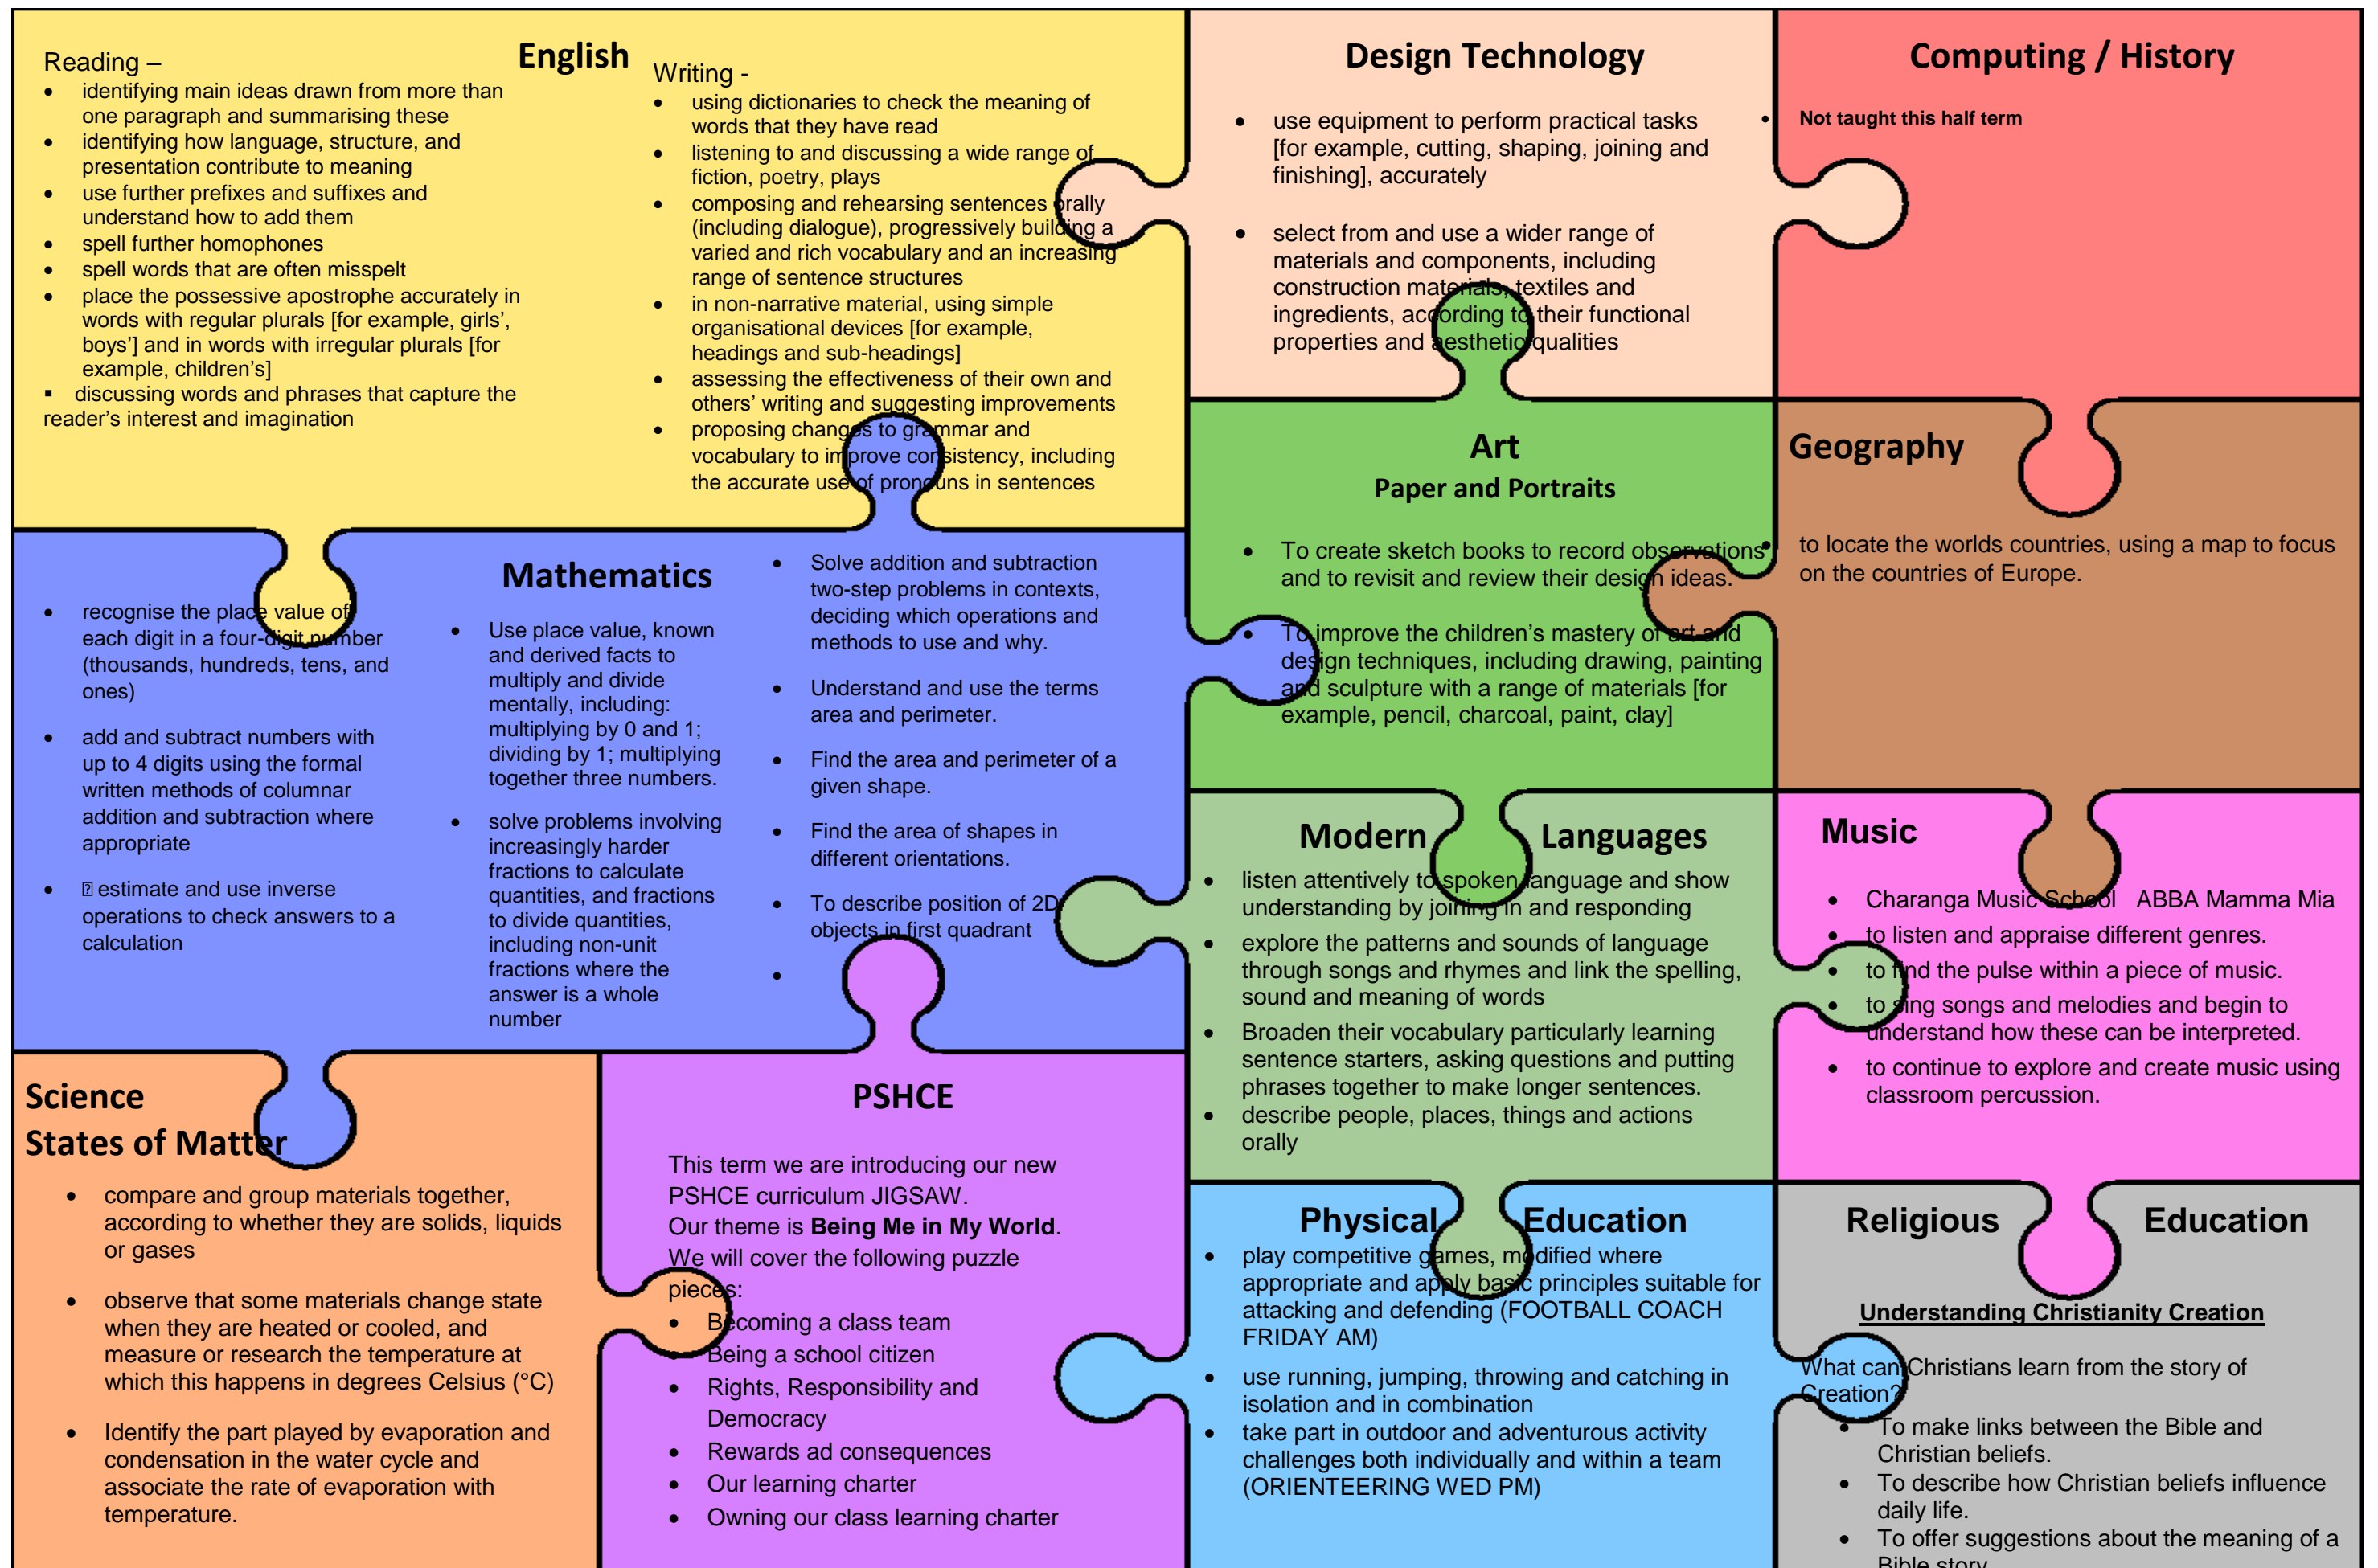 English
Reading –
• identifying main ideas drawn from more than
one paragraph and summarising these
• identifying how language, structure, and
presentation contribute to meaning
• use further prefixes and suffixes and
understand how to add them
• spell further homophones
• spell words that are often misspelt
• place the possessive apostrophe accurately in
words with regular plurals [for example, girls’,
boys’] and in words with irregular plurals [for
example, children’s]
▪ discussing words and phrases that capture the
reader’s interest and imagination
Writing -
• using dictionaries to check the meaning of
words that they have read
• listening to and discussing a wide range of
fiction, poetry, plays
• composing and rehearsing sentences orally
(including dialogue), progressively building a
varied and rich vocabulary and an increasing
range of sentence structures
• in non-narrative material, using simple
organisational devices [for example,
headings and sub-headings]
• assessing the effectiveness of their own and
others’ writing and suggesting improvements
• proposing changes to grammar and
vocabulary to improve consistency, including
the accurate use of pronouns in sentences
Design Technology
• use equipment to perform practical tasks
[for example, cutting, shaping, joining and
finishing], accurately
• select from and use a wider range of
materials and components, including
construction materials, textiles and
ingredients, according to their functional
properties and aesthetic qualities
Computing / History
• Not taught this half term
Art
Paper and Portraits
• To create sketch books to record observations
and to revisit and review their design ideas.
• To improve the children’s mastery of art and
design techniques, including drawing, painting
and sculpture with a range of materials [for
example, pencil, charcoal, paint, clay]
Geography
• to locate the worlds countries, using a map to focus
on the countries of Europe.
Mathematics
• recognise the place value of
each digit in a four-digit number
(thousands, hundreds, tens, and
ones)
• add and subtract numbers with
up to 4 digits using the formal
written methods of columnar
addition and subtraction where
appropriate
• estimate and use inverse
operations to check answers to a
calculation
• Use place value, known
and derived facts to
multiply and divide
mentally, including:
multiplying by 0 and 1;
dividing by 1; multiplying
together three numbers.
• solve problems involving
increasingly harder
fractions to calculate
quantities, and fractions
to divide quantities,
including non-unit
fractions where the
answer is a whole
number
• Solve addition and subtraction
two-step problems in contexts,
deciding which operations and
methods to use and why.
• Understand and use the terms
area and perimeter.
• Find the area and perimeter of a
given shape.
• Find the area of shapes in
different orientations.
• To describe position of 2D
objects in first quadrant
•
Modern Languages
• listen attentively to spoken language and show
understanding by joining in and responding
• explore the patterns and sounds of language
through songs and rhymes and link the spelling,
sound and meaning of words
• Broaden their vocabulary particularly learning
sentence starters, asking questions and putting
phrases together to make longer sentences.
• describe people, places, things and actions
orally
Music
• Charanga Music School ABBA Mamma Mia
• to listen and appraise different genres.
• to find the pulse within a piece of music.
• to sing songs and melodies and begin to
understand how these can be interpreted.
• to continue to explore and create music using
classroom percussion.
Science
States of Matter
• compare and group materials together,
according to whether they are solids, liquids
or gases
• observe that some materials change state
when they are heated or cooled, and
measure or research the temperature at
which this happens in degrees Celsius (°C)
• Identify the part played by evaporation and
condensation in the water cycle and
associate the rate of evaporation with
temperature.
PSHCE
This term we are introducing our new
PSHCE curriculum JIGSAW.
Our theme is Being Me in My World.
We will cover the following puzzle
pieces:
• Becoming a class team
• Being a school citizen
• Rights, Responsibility and
Democracy
• Rewards ad consequences
• Our learning charter
• Owning our class learning charter
Physical Education
• play competitive games, modified where
appropriate and apply basic principles suitable for
attacking and defending (FOOTBALL COACH
FRIDAY AM)
• use running, jumping, throwing and catching in
isolation and in combination
• take part in outdoor and adventurous activity
challenges both individually and within a team
(ORIENTEERING WED PM)
Religious Education
Understanding Christianity Creation
What can Christians learn from the story of
Creation?
• To make links between the Bible and
Christian beliefs.
• To describe how Christian beliefs influence
daily life.
• To offer suggestions about the meaning of a
Bible story